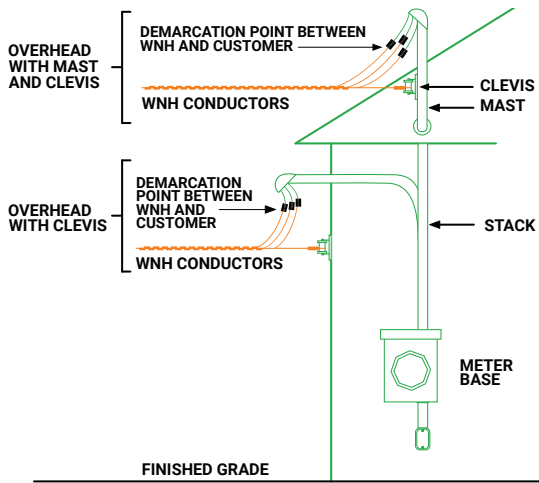 OVERHEAD
WITH MAST
AND CLEVIS
DEMARCATION POINT BETWEEN
WNH AND CUSTOMER
WNH CONDUCTORS
CLEVIS
MAST
OVERHEAD
WITH CLEVIS
DEMARCATION
POINT BETWEEN
WNH AND
CUSTOMER
WNH CONDUCTORS
STACK
METER
BASE
FINISHED GRADE